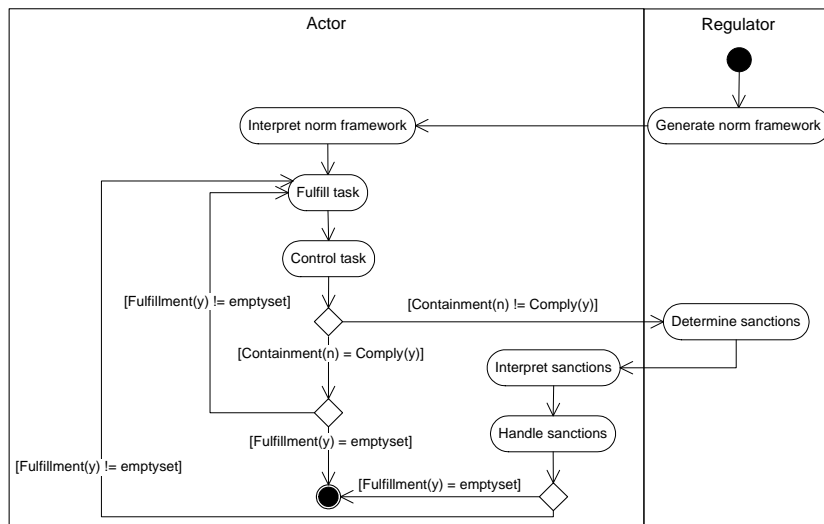 Actor
Regulator
Interpret norm framework
Generate norm framework
Fulfill task
Control task
[Fulfillment(y) != emptyset]
[Containment(n) != Comply(y)]
Determine sanctions
[Containment(n) = Comply(y)]
Interpret sanctions
Handle sanctions
[Fulfillment(y) = emptyset]
[Fulfillment(y) != emptyset]
[Fulfillment(y) = emptyset]